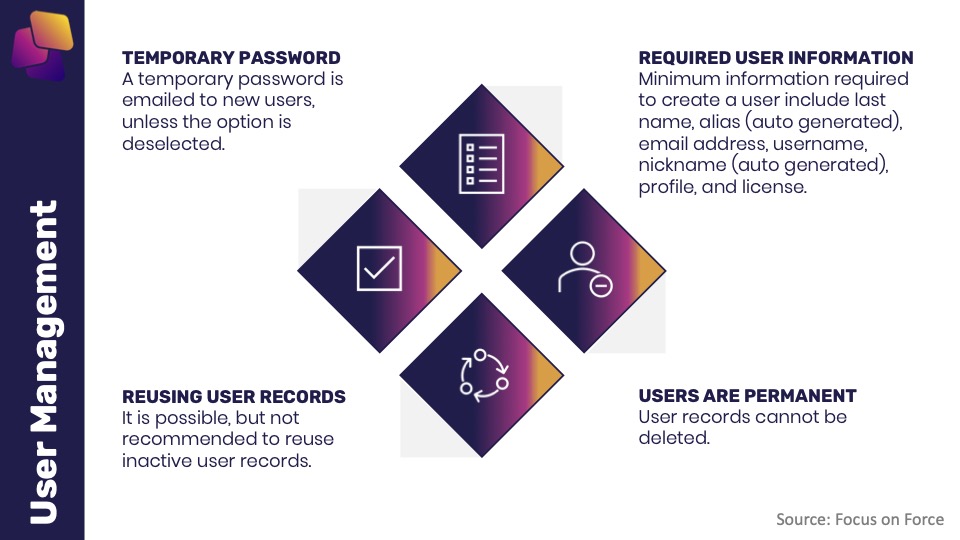 User Management
TEMPORARY PASSWORD
A temporary password is
emailed to new users,
unless the option is
deselected.
REQUIRED USER INFORMATION
Minimum information required
to create a user include last
name, alias (auto generated),
email address, username,
nickname (auto generated),
profile, and license.
REUSING USER RECORDS
It is possible, but not
recommended to reuse
inactive user records.
USERS ARE PERMANENT
User records cannot be
deleted.
Source: Focus on Force